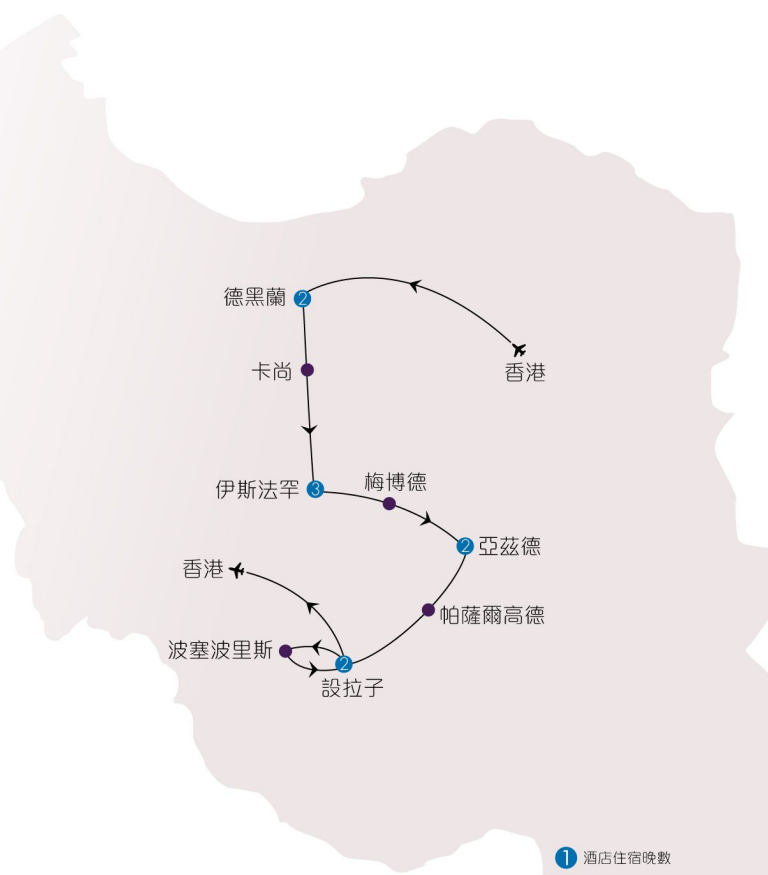 德黑蘭 2
卡尚
香港
伊斯法罕 3
梅博德
2 亞茲德
香港
帕薩爾高德
波塞波里斯
2
設拉子
1 酒店住宿晚數